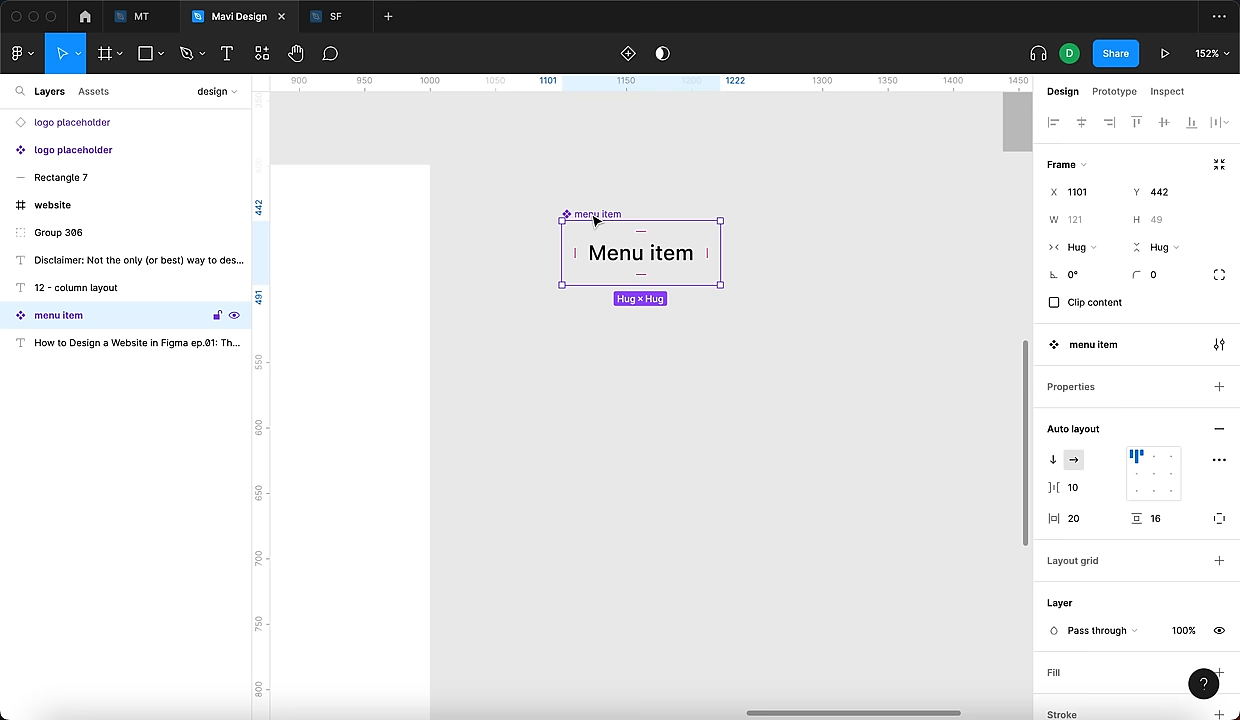 MT
Mavi Design
SF
D
Share
152%
Layers
Assets
design
logo placeholder
logo placeholder
Rectangle 7
website
Group 306
Disclaimer: Not the only (or best) way to des...
12 - column layout
menu item
How to Design a Website in Figma ep.01: Th...
900
950
1000
1050
1101
1150
1200
1222
1300
1350
1400
1450
350
400
442
491
550
600
650
700
750
800
menu item
Menu item
Hug × Hug
Design
Prototype
Inspect
Frame
X 1101
Y 442
W 121
H 49
Hug
Hug
0°
0
Clip content
menu item
Properties
Auto layout
10
20
16
Layout grid
Layer
Pass through
100%
Fill
?
Stroke